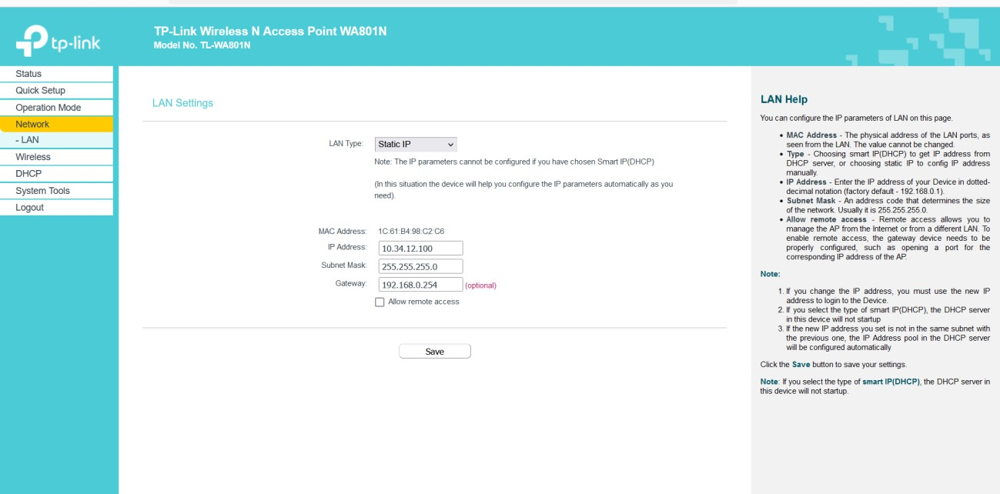 tp-link
TP-Link Wireless N Access Point WA801N
Model No. TL-WA801N
Status
Quick Setup
Operation Mode
Network
- LAN
Wireless
DHCP
System Tools
Logout
LAN Settings
LAN Type: Static IP
Note: The IP parameters cannot be configured if you have chosen Smart IP(DHCP)
(In this situation the device will help you configure the IP parameters automatically as you
need).
MAC Address: 1C:61:B4:98:C2:C6
IP Address: 10.34.12.100
Subnet Mask: 255.255.255.0
Gateway: 192.168.0.254 (optional)
Allow remote access
Save
LAN Help
You can configure the IP parameters of LAN on this page.
• MAC Address - The physical address of the LAN ports, as
seen from the LAN. The value cannot be changed.
• Type - Choosing smart IP(DHCP) to get IP address from
DHCP server, or choosing static IP to config IP address
manually.
• IP Address - Enter the IP address of your Device in dotted-
decimal notation (factory default - 192.168.0.1).
• Subnet Mask - An address code that determines the size
of the network. Usually it is 255.255.255.0.
• Allow remote access - Remote access allows you to
manage the AP from the Internet or from a different LAN. To
enable remote access, the gateway device needs to be
properly configured, such as opening a port for the
corresponding IP address of the AP.
Note:
1. If you change the IP address, you must use the new IP
address to login to the Device.
2. If you select the type of smart IP(DHCP), the DHCP server
in this device will not startup
3. If the new IP address you set is not in the same subnet with
the previous one, the IP Address pool in the DHCP server
will be configured automatically
Click the Save button to save your settings.
Note: If you select the type of smart IP(DHCP), the DHCP server in
this device will not startup.